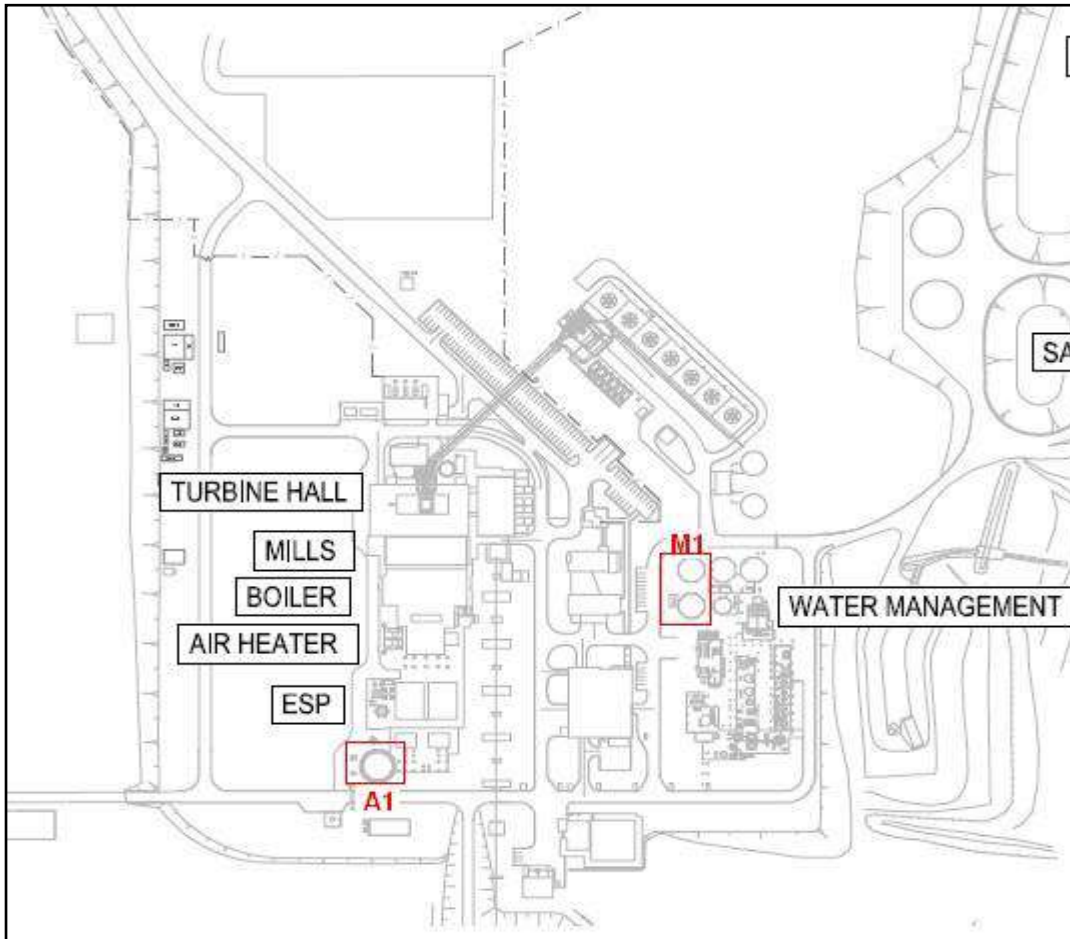 SA
TURBINE HALL
M1
MILLS
BOILER
WATER MANAGEMENT
AIR HEATER
ESP
A1